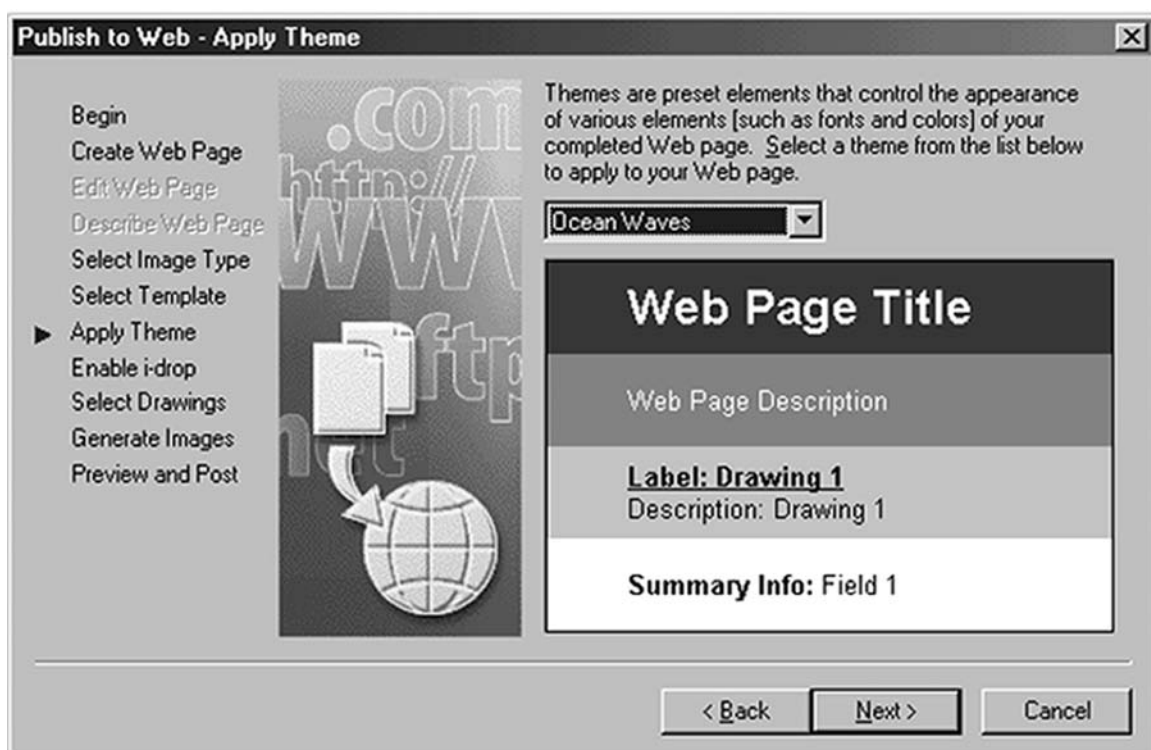 Publish to Web - Apply Theme
Begin
Create Web Page
Edit Web Page
Describe Web Page
Select Image Type
Select Template
Apply Theme
Enable i-drop
Select Drawings
Generate Images
Preview and Post
.com
http://
WWW
ftp
net
Themes are preset elements that control the appearance
of various elements [such as fonts and colors] of your
completed Web page. Select a theme from the list below
to apply to your Web page.
Ocean Waves
Web Page Title
Web Page Description
Label: Drawing 1
Description: Drawing 1
Summary Info: Field 1
< Back
Next >
Cancel